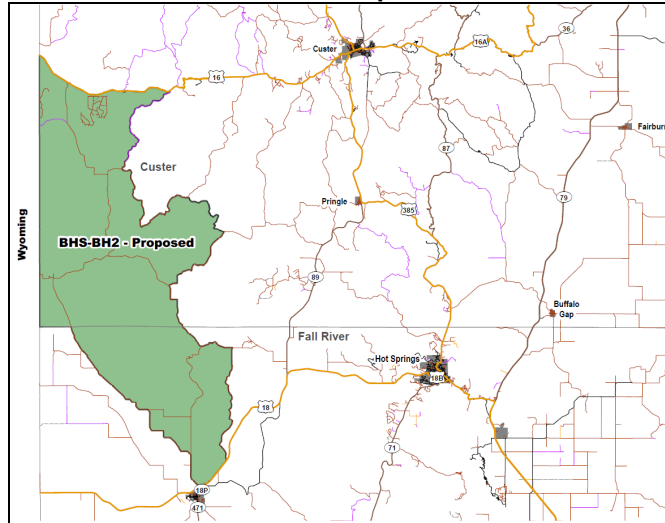 36
Custer
16A
16
Fairburn
87
Custer
79
Pringle
385
Wyoming
BHS-BH2 - Proposed
89
Buffalo
Gap
Fall River
Hot Springs
18B
18
71
18P
471